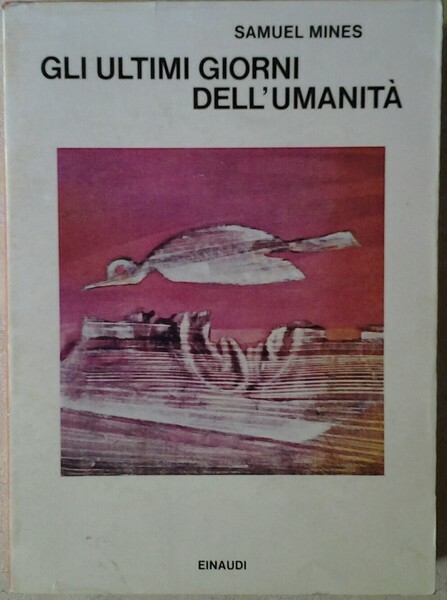 SAMUEL MINES
GLI ULTIMI GIORNI
DELL'UMANITÀ
EINAUDI